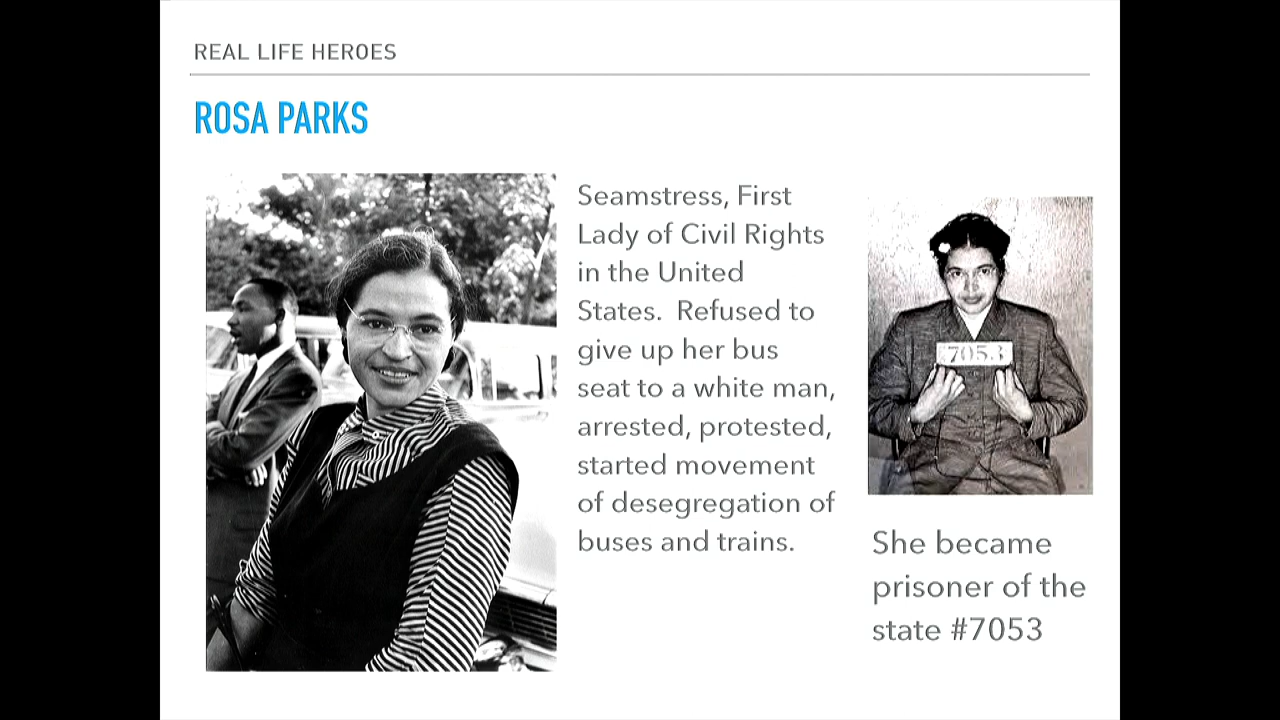 REAL LIFE HEROES
ROSA PARKS
Seamstress, First
Lady of Civil Rights
in the United
States.  Refused to
give up her bus
seat to a white man,
arrested, protested,
started movement
of desegregation of
buses and trains.
7053
She became
prisoner of the
state #7053